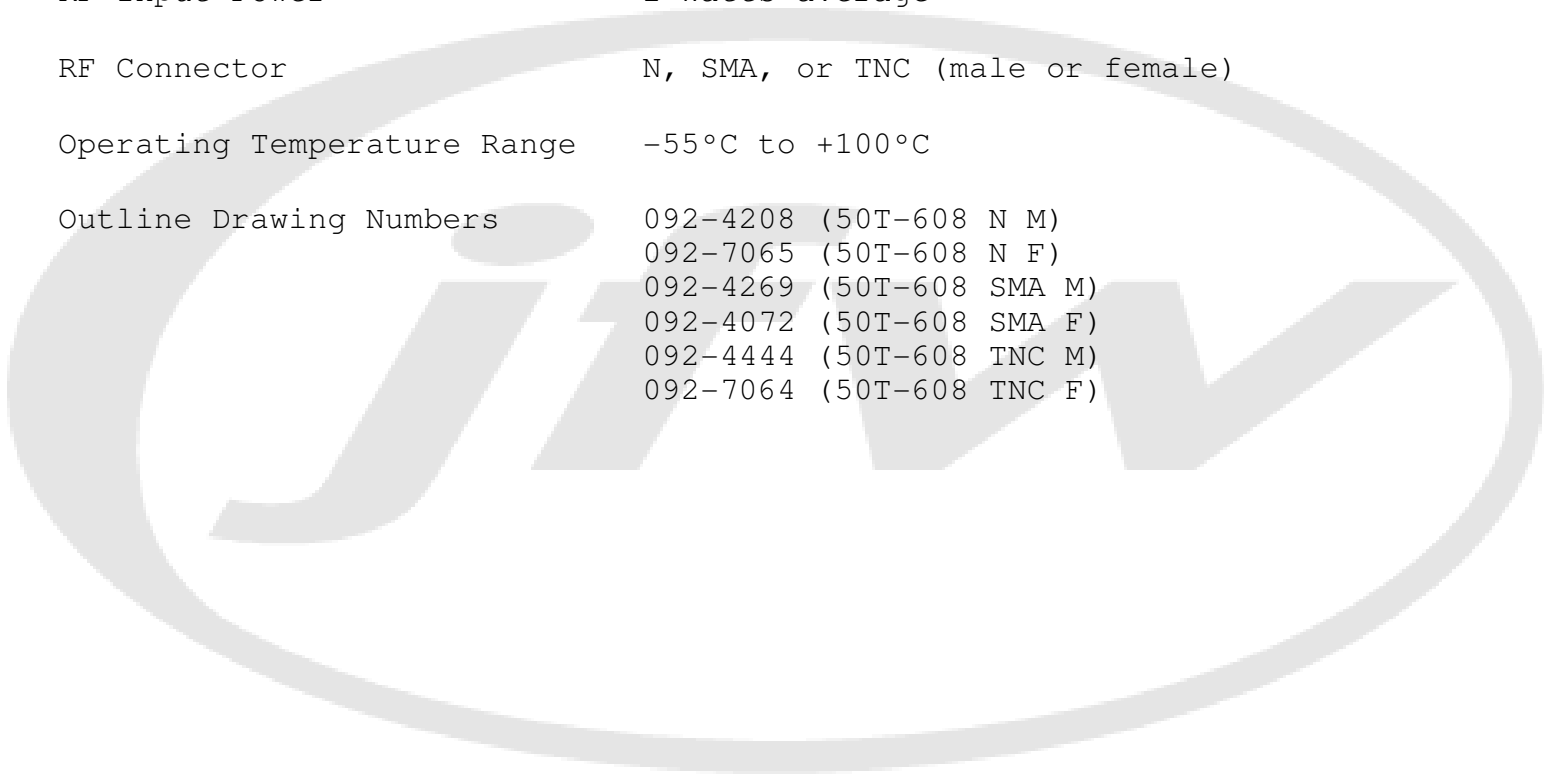 RF Connector N, SMA, or TNC (male or female)
Operating Temperature Range -55°C to +100°C
Outline Drawing Numbers 092-4208 (50T-608 N M)
092-7065 (50T-608 N F)
092-4269 (50T-608 SMA M)
092-4072 (50T-608 SMA F)
092-4444 (50T-608 TNC M)
092-7064 (50T-608 TNC F)
jfw